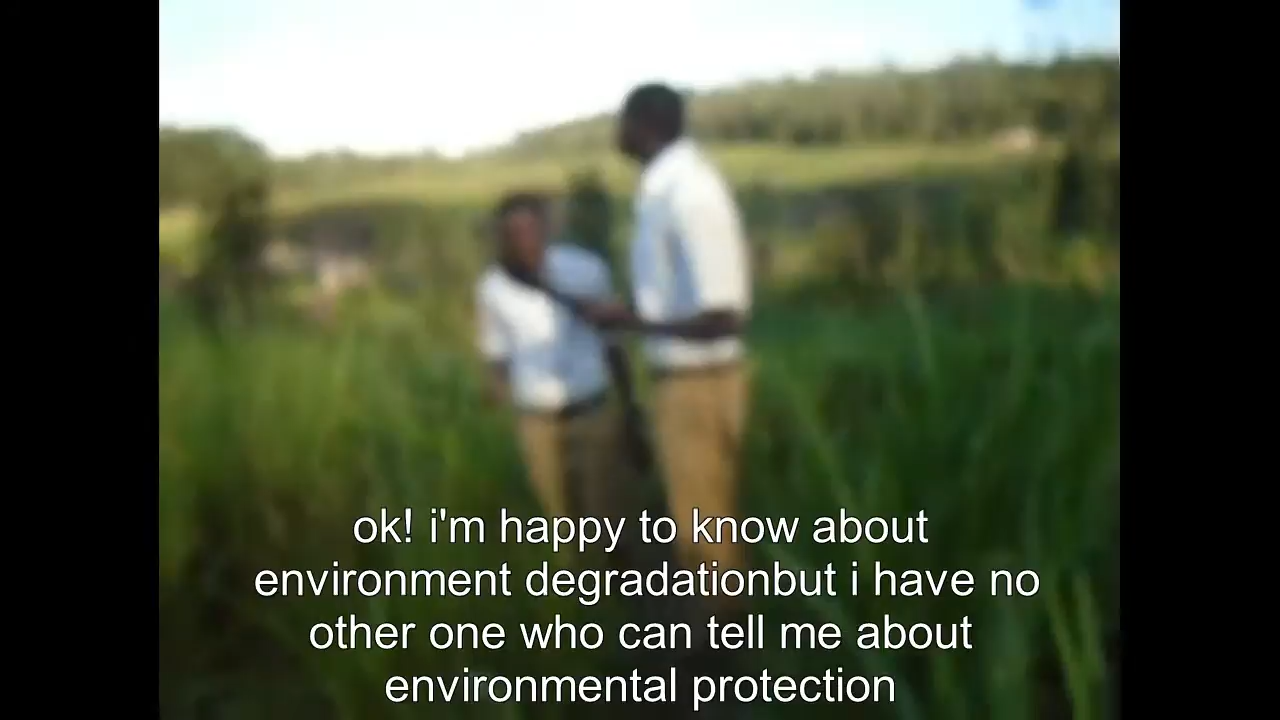 ok! i'm happy to know about
environment degradationbut i have no
other one who can tell me about
environmental protection